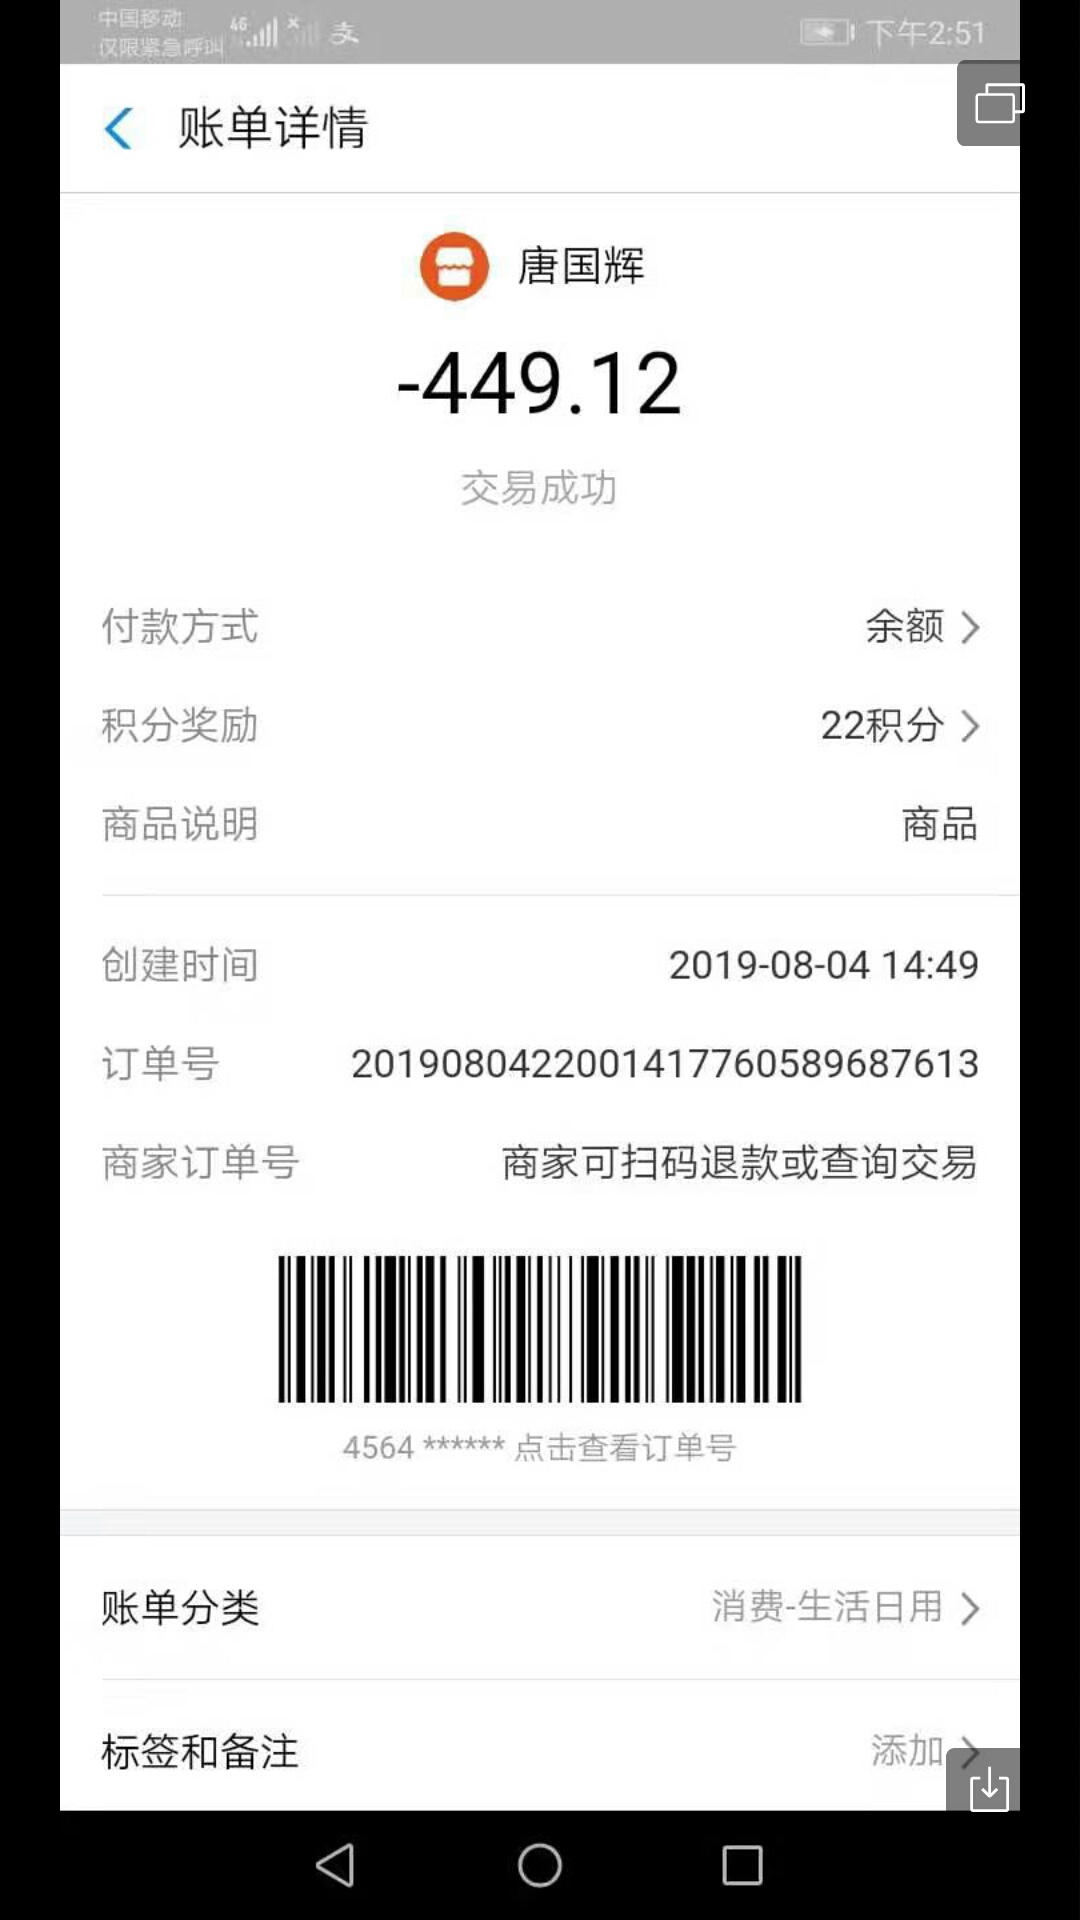 中国移动
仅限紧急呼叫
4G
支
下午2:51
账单详情
唐国辉
-449.12
交易成功
付款方式 余额
积分奖励 22积分
商品说明 商品
创建时间 2019-08-04 14:49
订单号 2019080422001417760589687613
商家订单号 商家可扫码退款或查询交易
4564 ****** 点击查看订单号
账单分类 消费-生活日用
标签和备注 添加